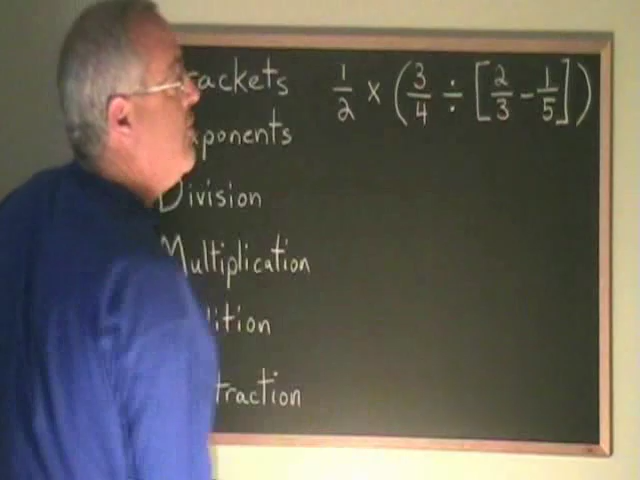 rackets
1/2 × (3/4 ÷ [2/3 - 1/5])
ponents
Division
Multiplication
ition
traction